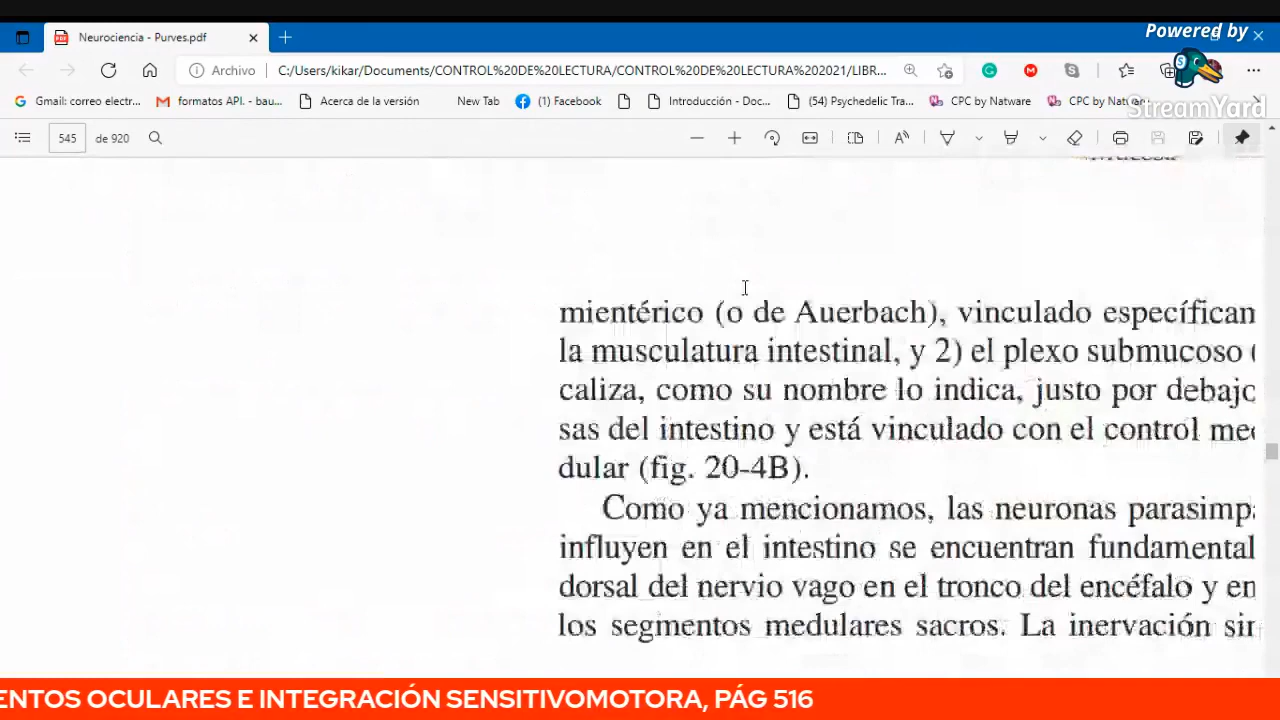 Powered by
Neurociencia - Purves.pdf
StreamYard
Archivo
C:/Users/kikar/Documents/CONTROL%20DE%20LECTURA/CONTROL%20DE%20LECTURA%202021/LIBR...
Gmail: correo electr...
formatos API. - bau...
Acerca de la versión
New Tab
(1) Facebook
Introducción - Doc...
(54) Psychedelic Tra...
CPC by Natware
CPC by Natware
545
de 920
mientérico (o de Auerbach), vinculado específicam
la musculatura intestinal, y 2) el plexo submucoso (
caliza, como su nombre lo indica, justo por debajo
sas del intestino y está vinculado con el control me
dular (fig. 20-4B).
Como ya mencionamos, las neuronas parasimp
influyen en el intestino se encuentran fundamental
dorsal del nervio vago en el tronco del encéfalo y en
los segmentos medulares sacros. La inervación sir
ENTOS OCULARES E INTEGRACIÓN SENSITIVOMOTORA, PÁG 516